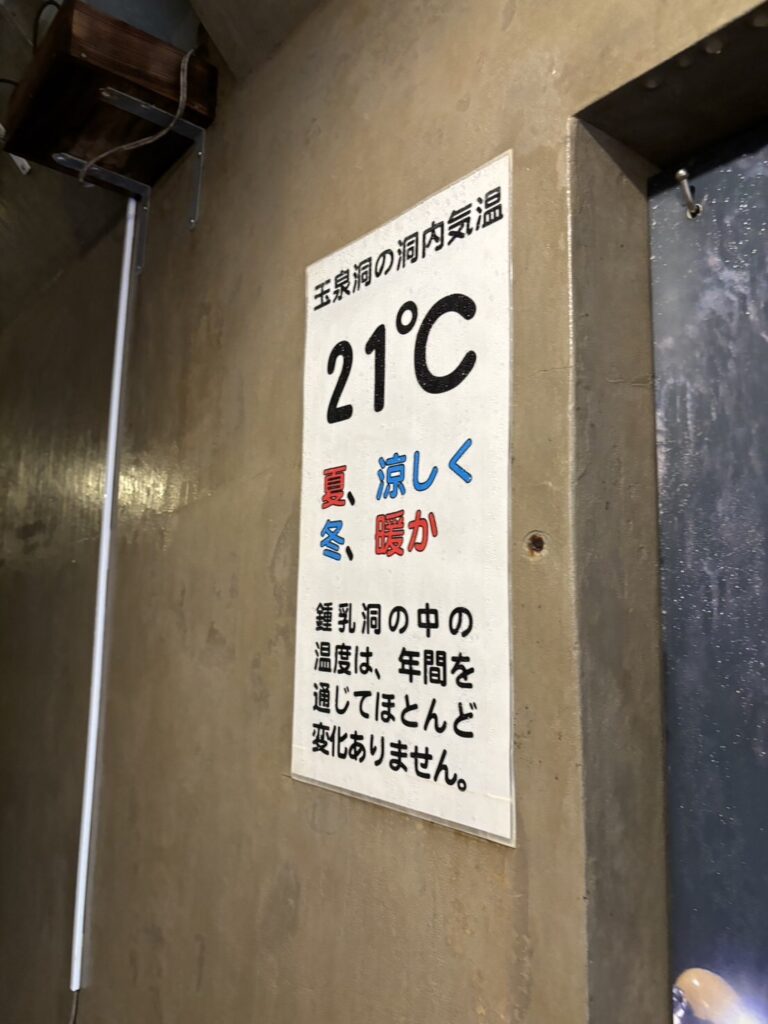 玉泉洞の洞内気温
21℃
夏、涼しく
冬、暖か
鍾乳洞の中の
温度は、年間を
通じてほとんど
変化ありません。